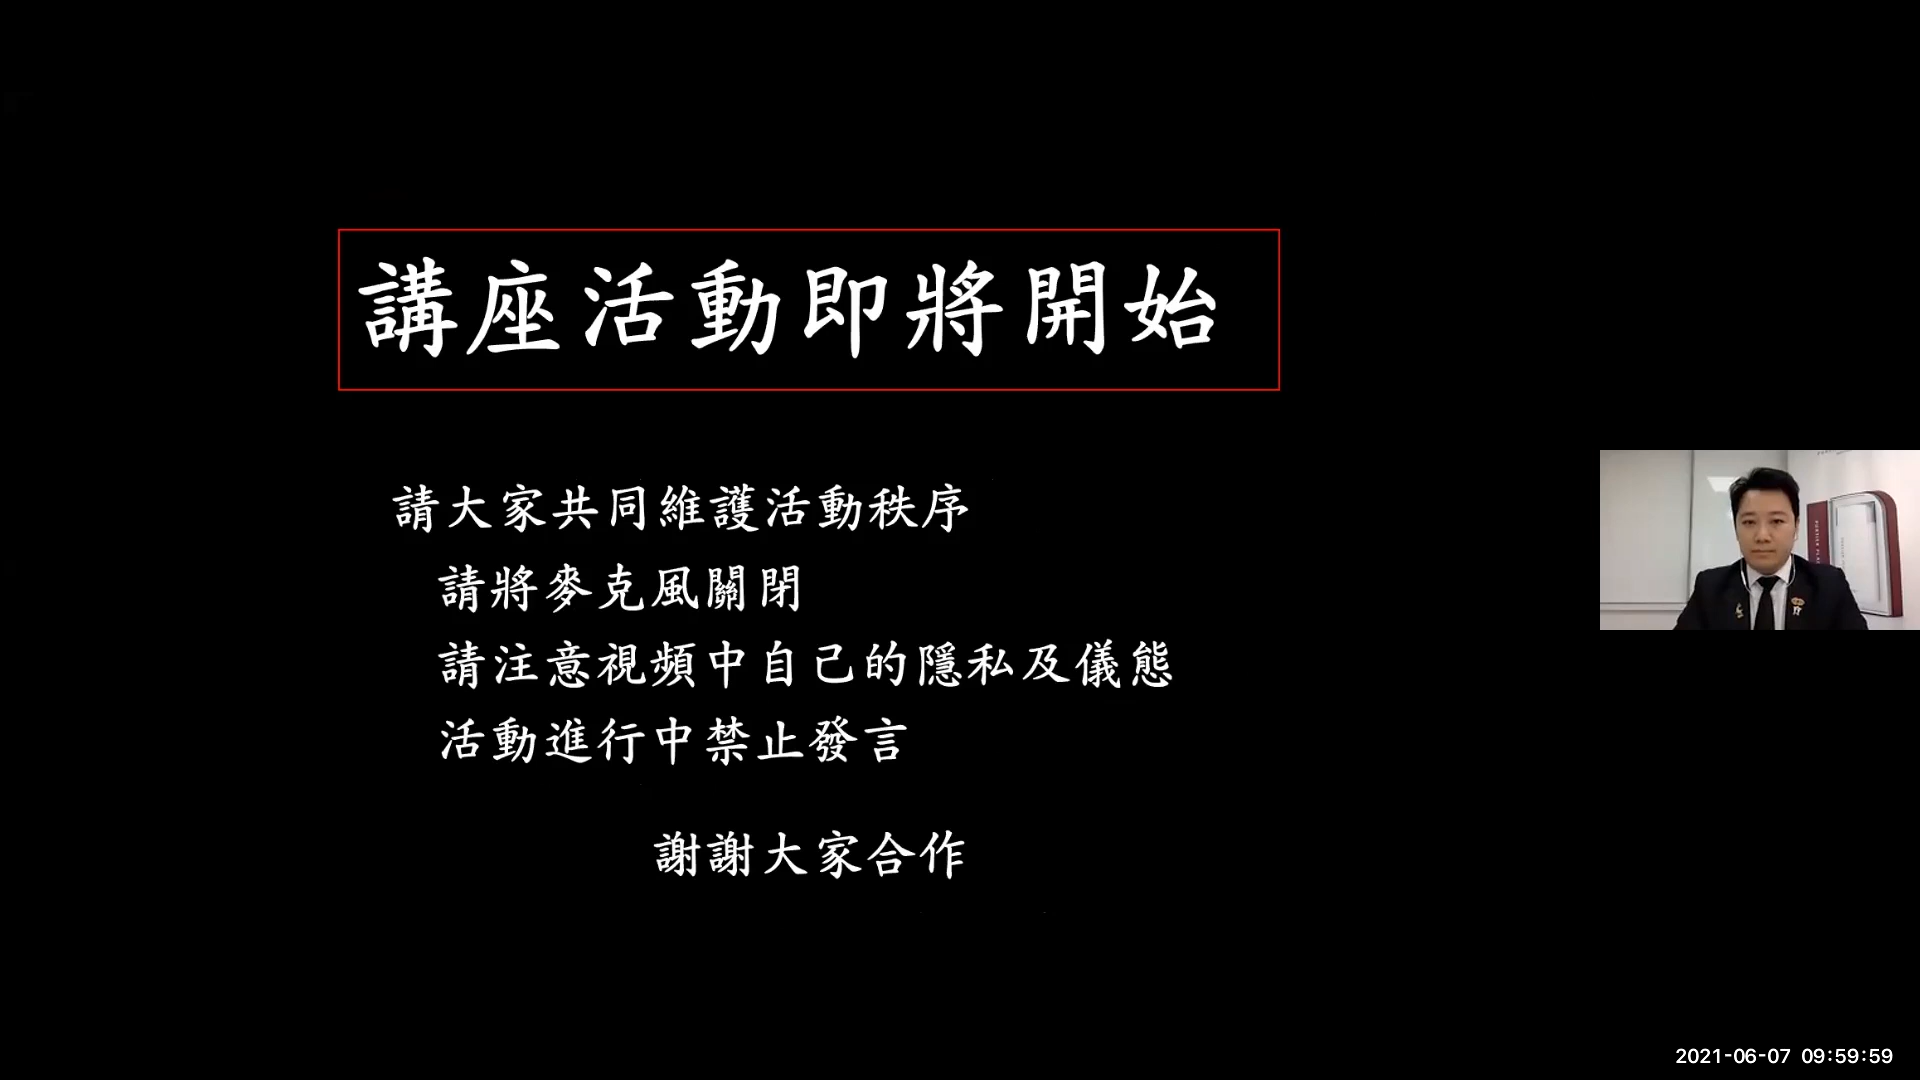 講座活動即將開始
請大家共同維護活動秩序
請將麥克風關閉
請注意視頻中自己的隱私及儀態
活動進行中禁止發言
謝謝大家合作
2021-06-07 09:59:59